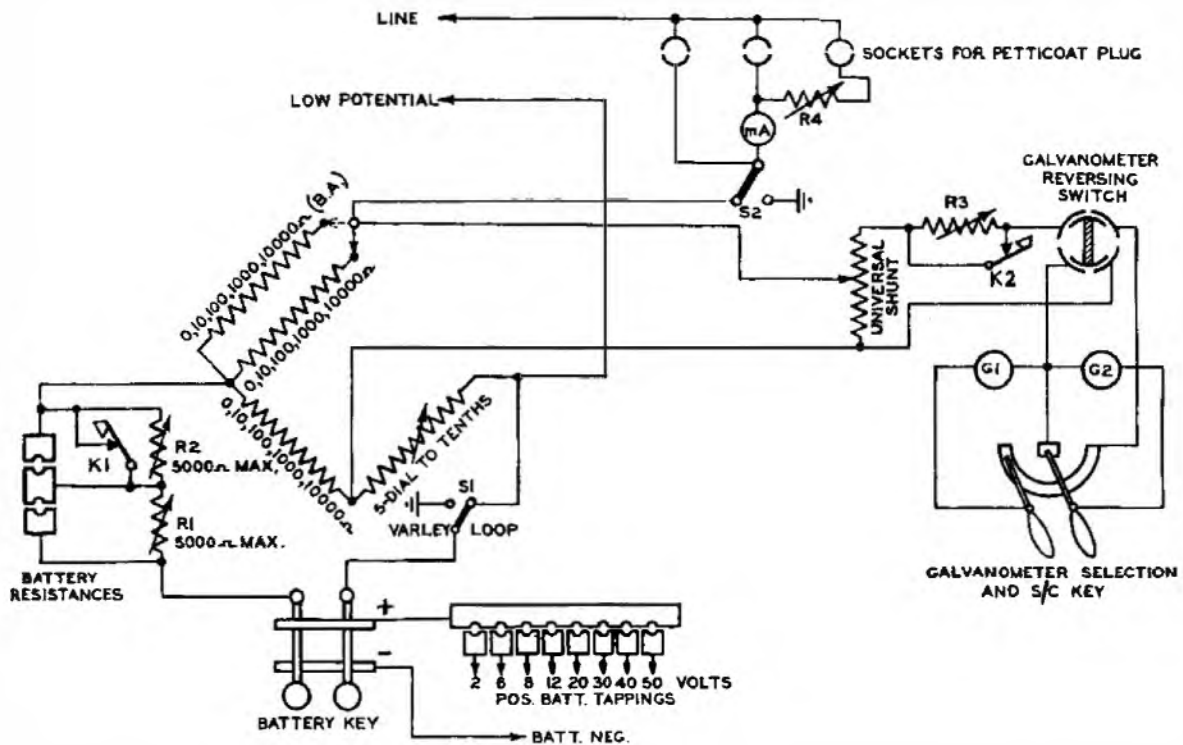 LINE
SOCKETS FOR PETTICOAT PLUG
LOW POTENTIAL
R4
mA
S2
GALVANOMETER
REVERSING
SWITCH
0,10,100,1000,10000Ω (B.A)
0,10,100,1000,10000Ω
0,10,100,1000,10000Ω
5-DIAL TO TENTHS
R3
K2
UNIVERSAL
SHUNT
G1
G2
K1
R2
5000Ω MAX.
R1
5000Ω MAX.
S1
VARLEY
LOOP
BATTERY
RESISTANCES
GALVANOMETER SELECTION
AND S/C KEY
+
-
2 6 8 12 20 30 40 50 VOLTS
POS. BATT. TAPPINGS
BATTERY KEY
BATT. NEG.